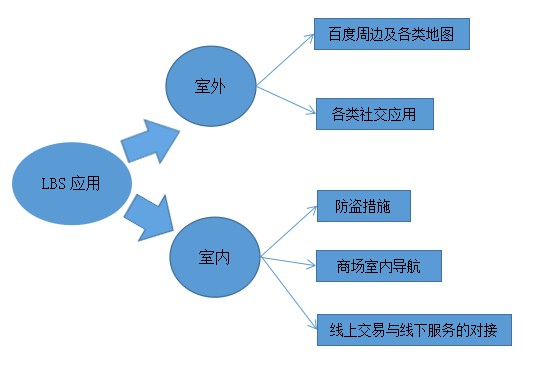 百度周边及各类地图
室外
各类社交应用
LBS 应用
防盗措施
室内
商场室内导航
线上交易与线下服务的对接